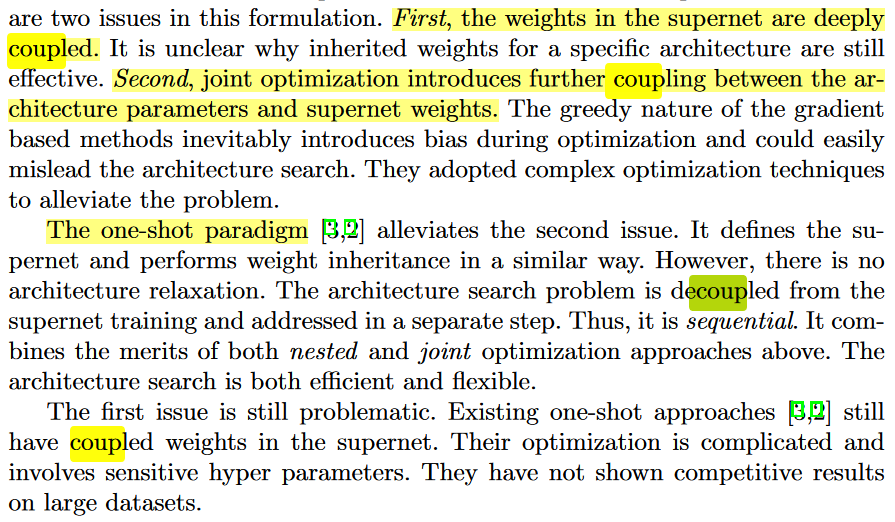 are two issues in this formulation. First, the weights in the supernet are deeply
coupled. It is unclear why inherited weights for a specific architecture are still
effective. Second, joint optimization introduces further coupling between the ar-
chitecture parameters and supernet weights. The greedy nature of the gradient
based methods inevitably introduces bias during optimization and could easily
mislead the architecture search. They adopted complex optimization techniques
to alleviate the problem.
The one-shot paradigm [3,2] alleviates the second issue. It defines the su-
pernet and performs weight inheritance in a similar way. However, there is no
architecture relaxation. The architecture search problem is decoupled from the
supernet training and addressed in a separate step. Thus, it is sequential. It com-
bines the merits of both nested and joint optimization approaches above. The
architecture search is both efficient and flexible.
The first issue is still problematic. Existing one-shot approaches [3,2] still
have coupled weights in the supernet. Their optimization is complicated and
involves sensitive hyper parameters. They have not shown competitive results
on large datasets.